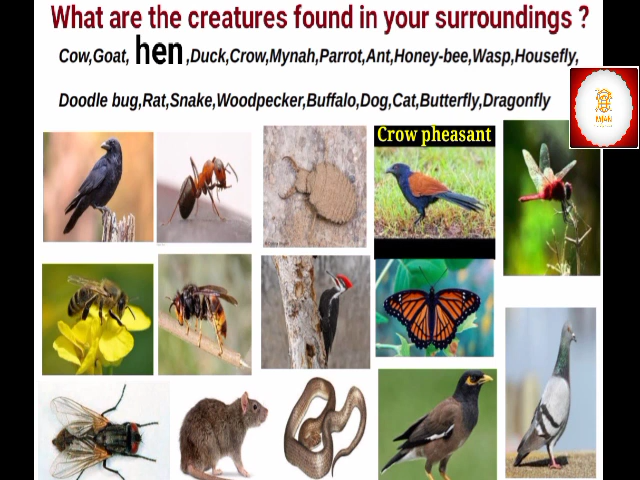 What are the creatures found in your surroundings ?
Cow,Goat, hen ,Duck,Crow,Mynah,Parrot,Ant,Honey-bee,Wasp,Housefly,
Doodle bug,Rat,Snake,Woodpecker,Buffalo,Dog,Cat,Butterfly,Dragonfly
Crow pheasant